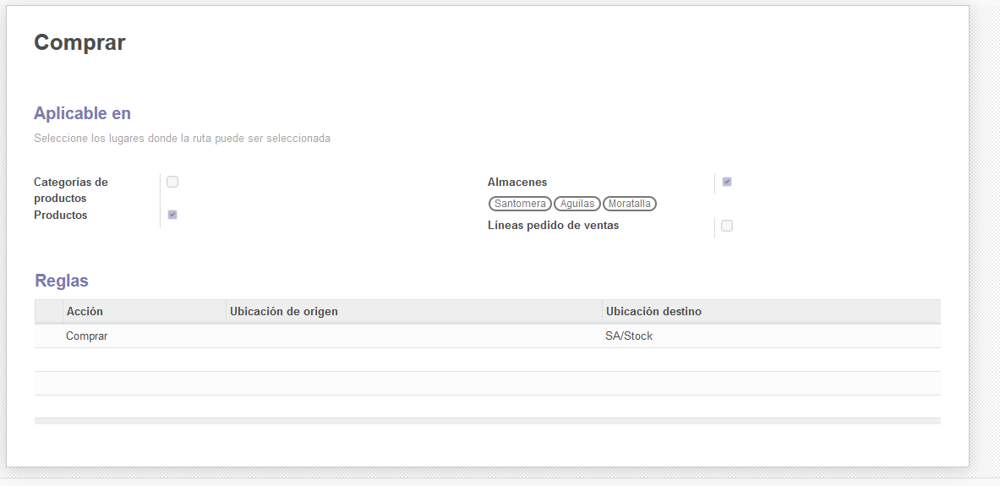 Comprar
Aplicable en
Seleccione los lugares donde la ruta puede ser seleccionada
Categorías de
productos
Productos
Almacenes
Santomera Aguilas Moratalla
Líneas pedido de ventas
Reglas
Acción Ubicación de origen Ubicación destino
Comprar SA/Stock